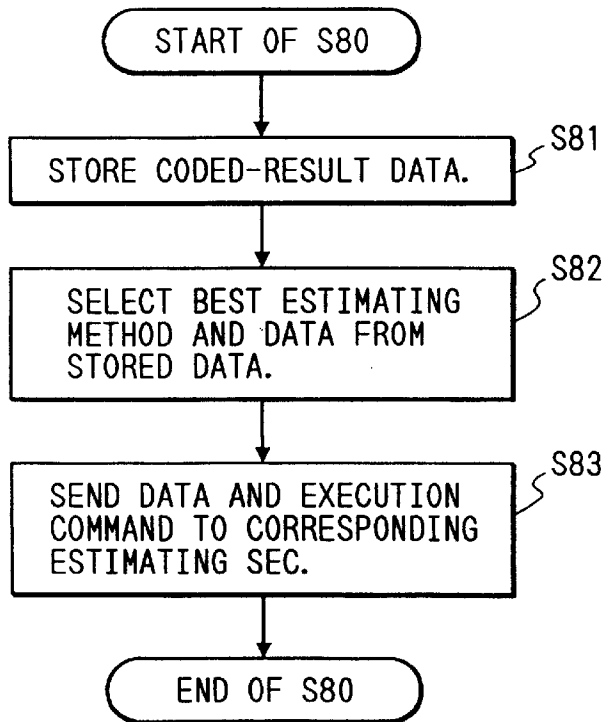 START OF S80
S81
STORE CODED-RESULT DATA.
S82
SELECT BEST ESTIMATING
METHOD AND DATA FROM
STORED DATA.
S83
SEND DATA AND EXECUTION
COMMAND TO CORRESPONDING
ESTIMATING SEC.
END OF S80